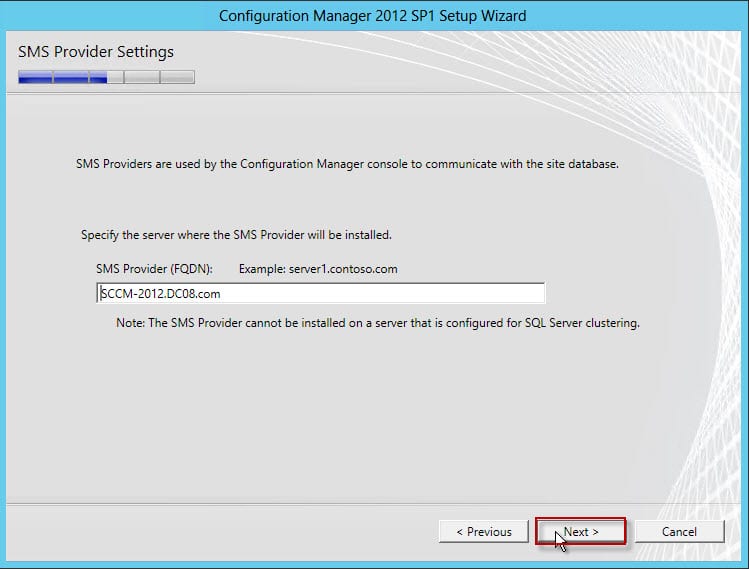 Configuration Manager 2012 SP1 Setup Wizard
SMS Provider Settings
SMS Providers are used by the Configuration Manager console to communicate with the site database.
Specify the server where the SMS Provider will be installed.
SMS Provider (FQDN): Example: server1.contoso.com
SCCM-2012.DC08.com
Note: The SMS Provider cannot be installed on a server that is configured for SQL Server clustering.
< Previous Next > Cancel